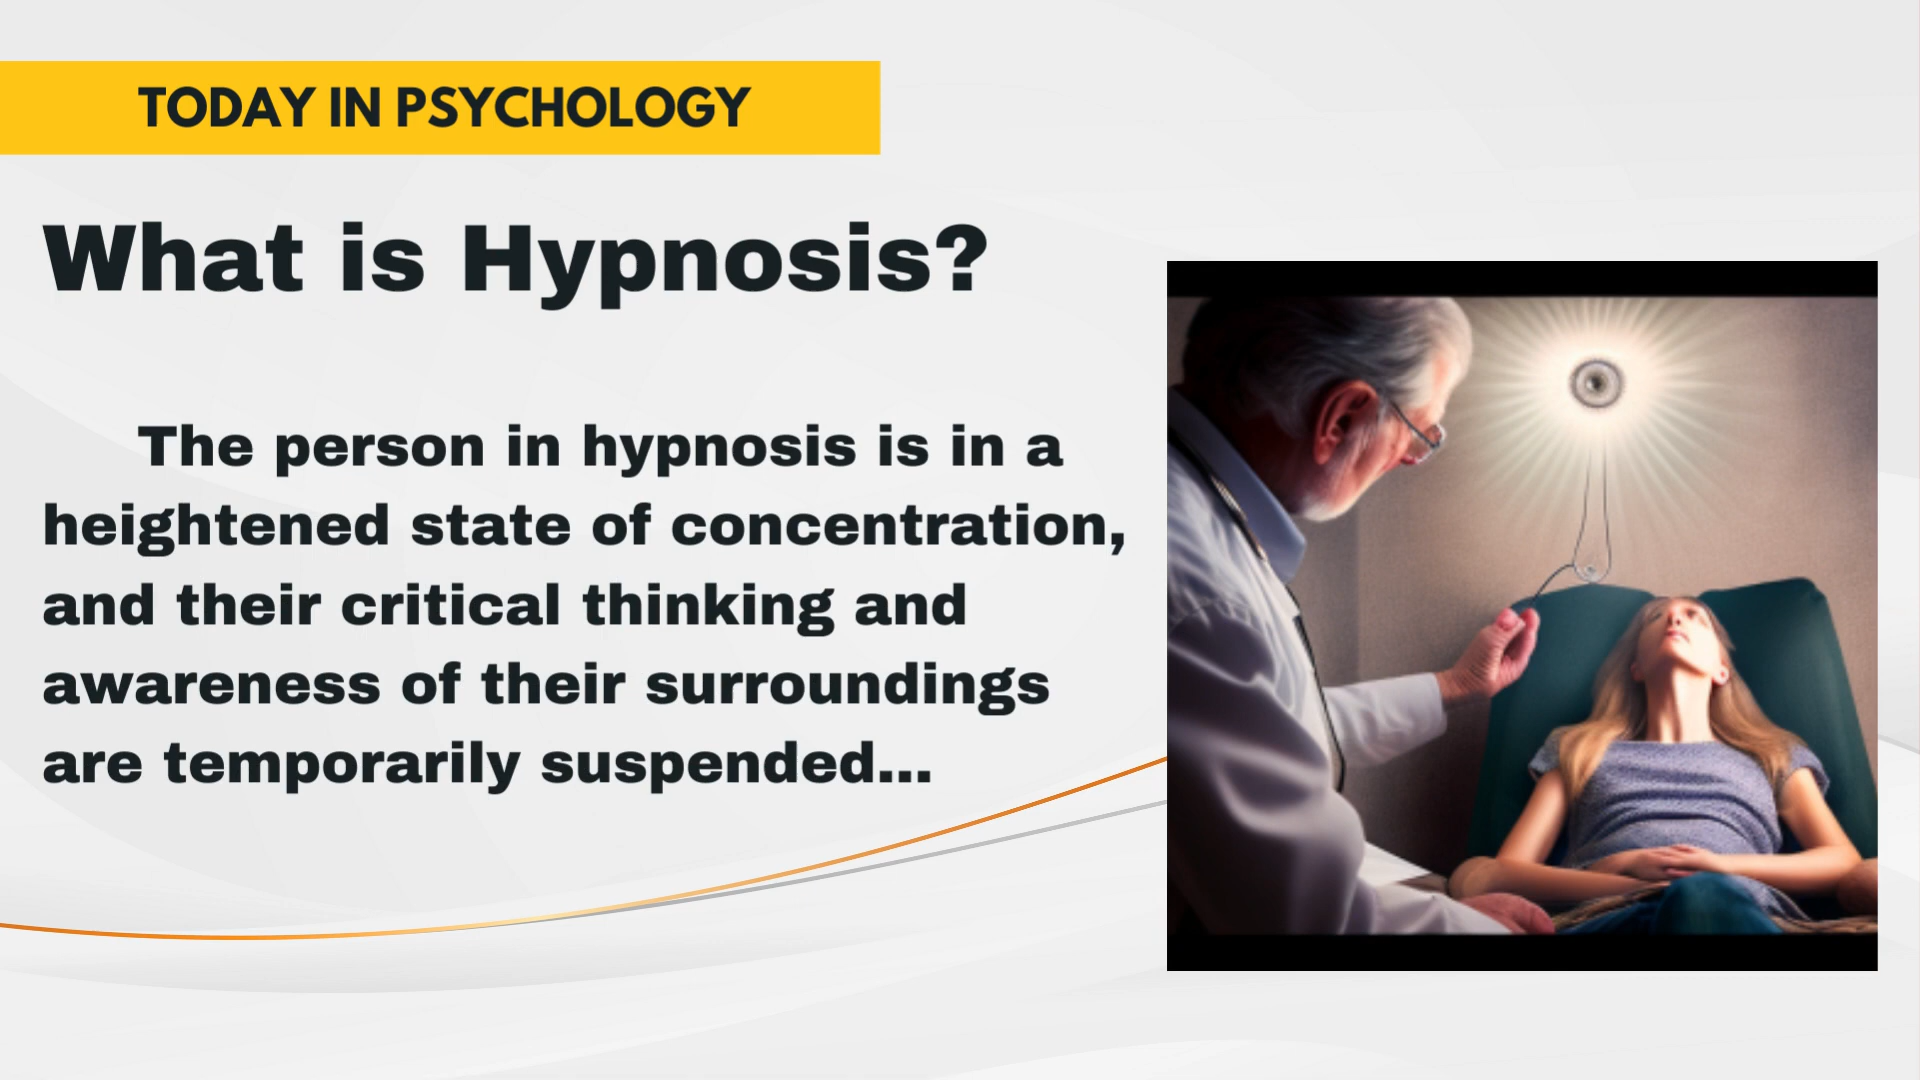 TODAY IN PSYCHOLOGY
What is Hypnosis?
The person in hypnosis is in a
heightened state of concentration,
and their critical thinking and
awareness of their surroundings
are temporarily suspended...